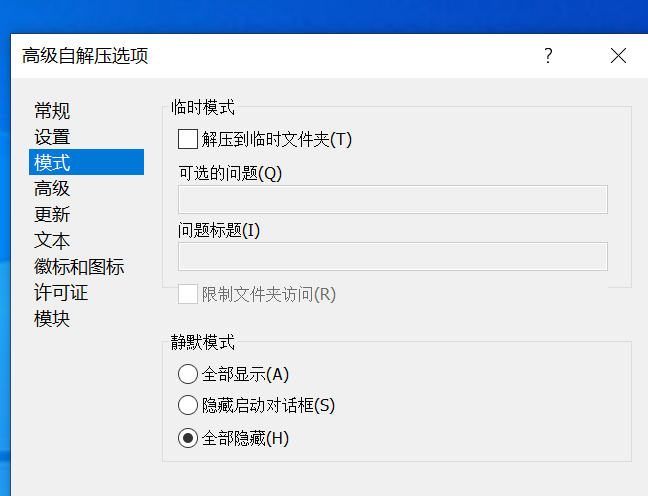 高级自解压选项
常规
设置
模式
高级
更新
文本
徽标和图标
许可证
模块
临时模式
解压到临时文件夹(T)
可选的问题(Q)
问题标题(I)
限制文件夹访问(R)
静默模式
全部显示(A)
隐藏启动对话框(S)
全部隐藏(H)